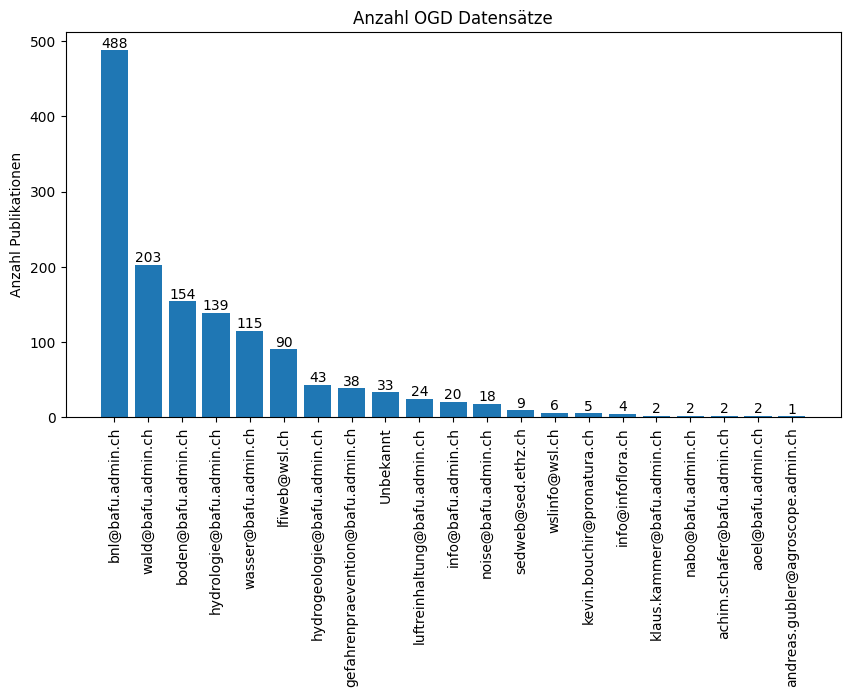 Anzahl OGD Datensätze
Anzahl Publikationen
500
400
300
200
100
0
488
203
154
139
115
90
43
38
33
24
20
18
9
6
5
4
2
2
2
2
1
bnl@bafu.admin.ch
wald@bafu.admin.ch
boden@bafu.admin.ch
hydrologie@bafu.admin.ch
wasser@bafu.admin.ch
lfiweb@wsl.ch
hydrogeologie@bafu.admin.ch
gefahrenpraevention@bafu.admin.ch
Unbekannt
luftreinhaltung@bafu.admin.ch
info@bafu.admin.ch
noise@bafu.admin.ch
sedweb@sed.ethz.ch
wslinfo@wsl.ch
kevin.bouchir@pronatura.ch
info@infoflora.ch
klaus.kammer@bafu.admin.ch
nabo@bafu.admin.ch
achim.schafer@bafu.admin.ch
aoel@bafu.admin.ch
andreas.gubler@agroscope.admin.ch